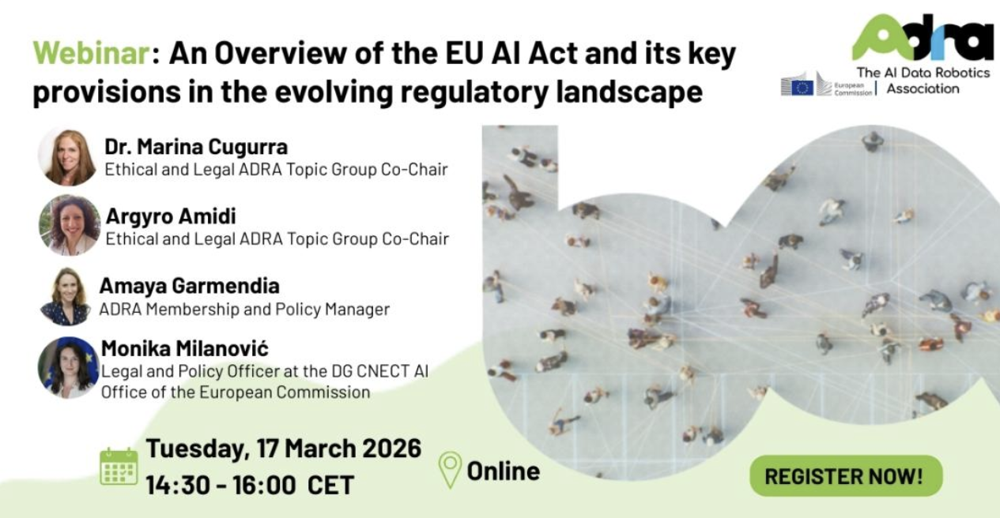 Webinar: An Overview of the EU AI Act and its key
provisions in the evolving regulatory landscape
Adra
The AI Data Robotics
Association
European
Commission
Dr. Marina Cugurra
Ethical and Legal ADRA Topic Group Co-Chair
Argyro Amidi
Ethical and Legal ADRA Topic Group Co-Chair
Amaya Garmendia
ADRA Membership and Policy Manager
Monika Milanović
Legal and Policy Officer at the DG CNECT AI
Office of the European Commission
Tuesday, 17 March 2026
14:30 - 16:00 CET
Online
REGISTER NOW!